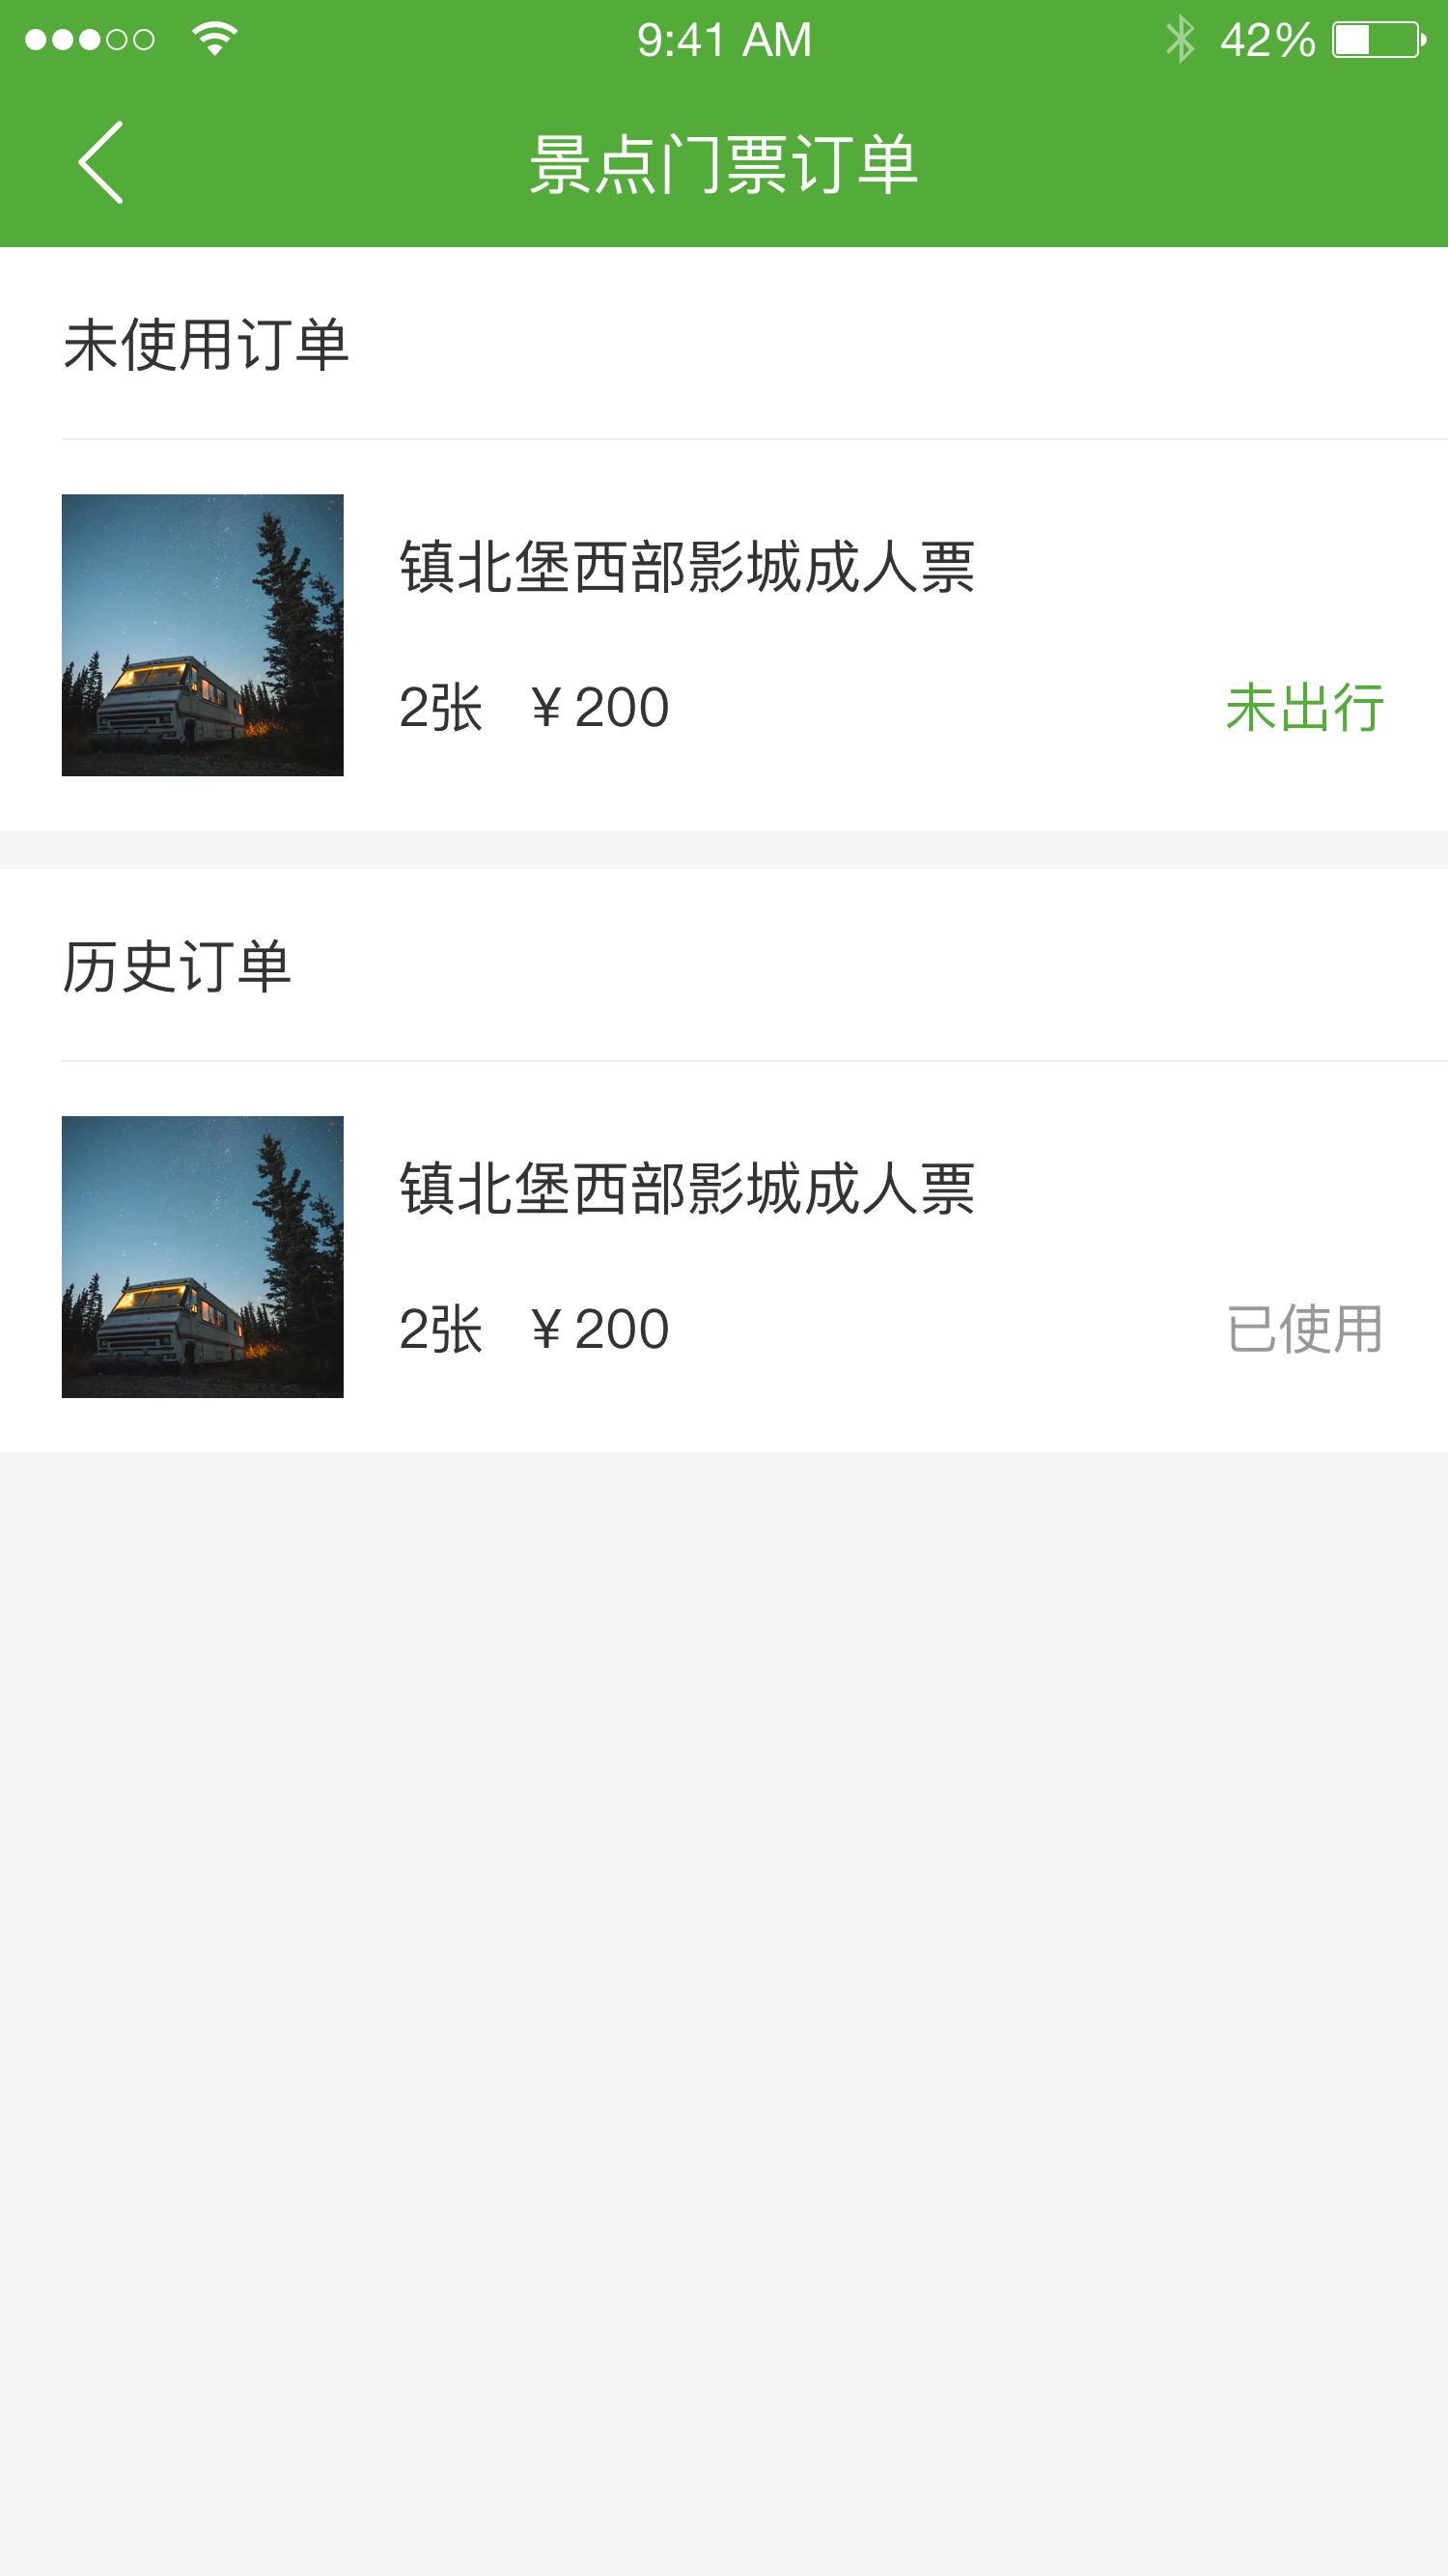 9:41 AM 42%
景点门票订单
未使用订单
镇北堡西部影城成人票
2张 ¥ 200 未出行
历史订单
镇北堡西部影城成人票
2张 ¥ 200 已使用